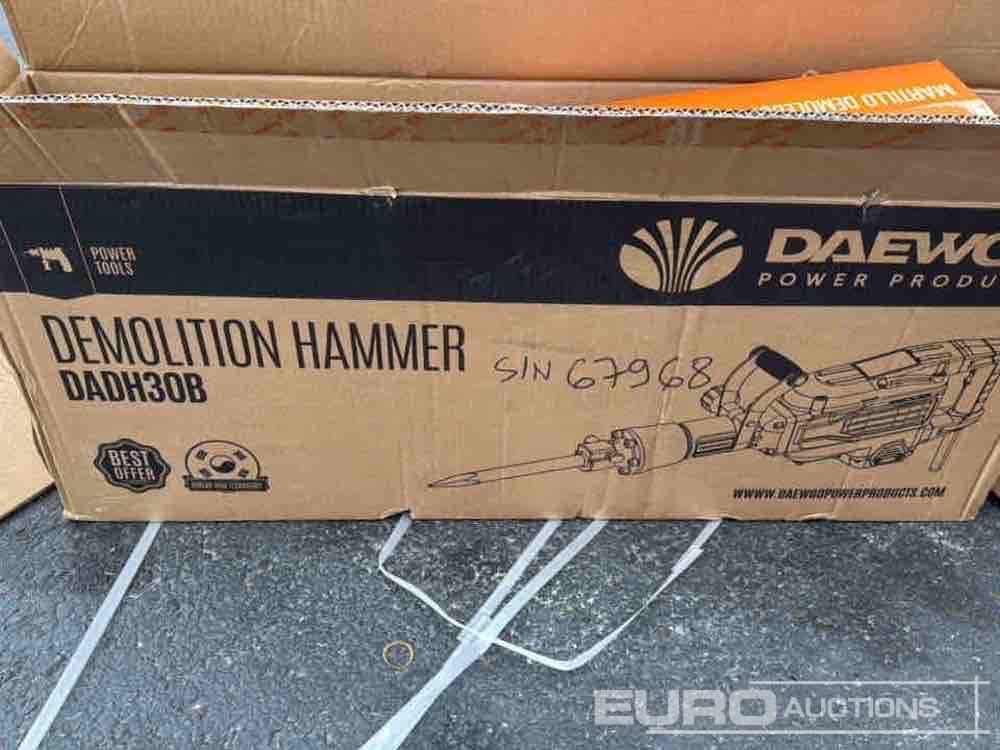 MARTILLO DEMOLEDOR
POWER
TOOLS
DAEWO
POWER PRODU
DEMOLITION HAMMER
DADH30B
S/N 67968
BEST
OFFER
WWW.DAEWOOPOWERPRODUCTS.COM
EURO AUCTIONS